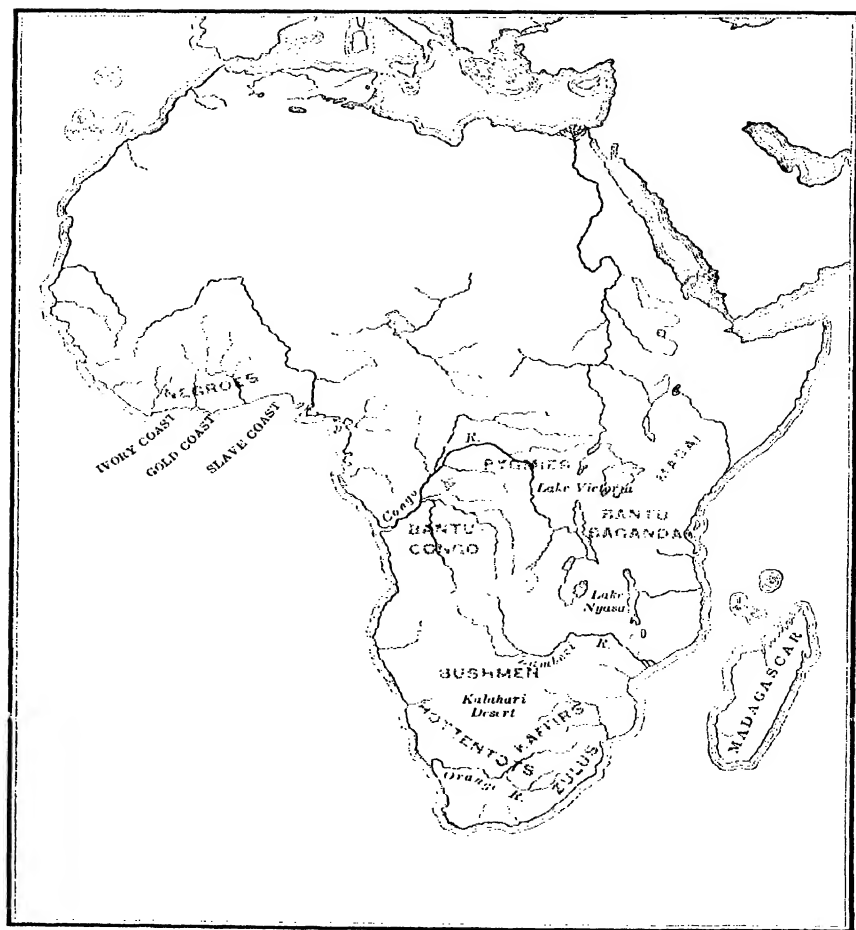 NEGROES
IVORY COAST
GOLD COAST
SLAVE COAST
Congo R.
PYGMIES
MASAI
Lake Victoria
BANTU
CONGO
BANTU
BAGANDA
Lake
Nyasa
Zambesi R.
BUSHMEN
Kalahari
Desert
HOTTENTOTS
KAFFIRS
ZULUS
Orange R.
MADAGASCAR